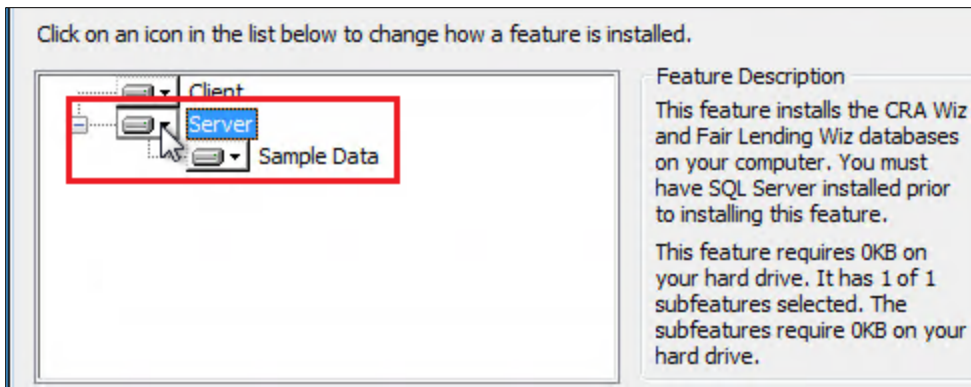 Click on an icon in the list below to change how a feature is installed.
Client
Server
Sample Data
Feature Description
This feature installs the CRA Wiz
and Fair Lending Wiz databases
on your computer. You must
have SQL Server installed prior
to installing this feature.
This feature requires 0KB on
your hard drive. It has 1 of 1
subfeatures selected. The
subfeatures require 0KB on your
hard drive.